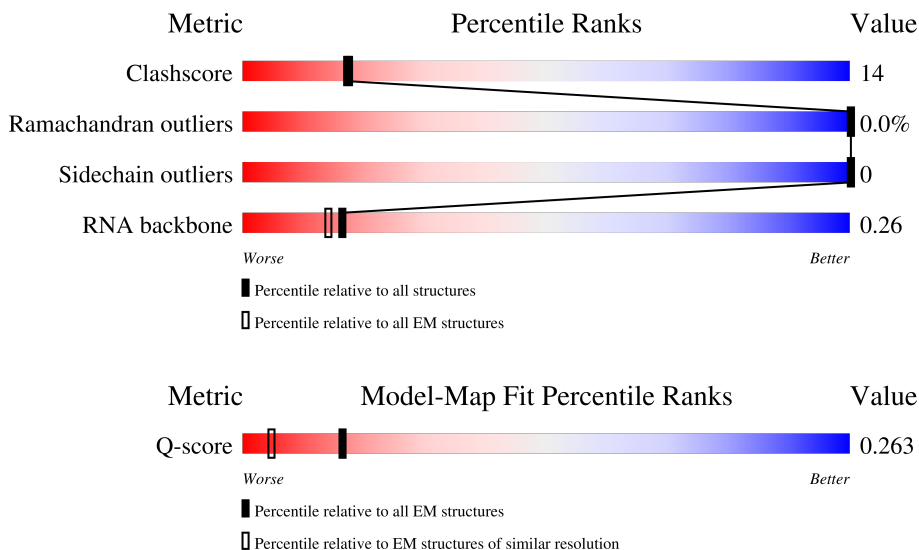 Metric Percentile Ranks Value
Clashscore 14
Ramachandran outliers 0.0%
Sidechain outliers 0
RNA backbone 0.26
Worse Better
Percentile relative to all structures
Percentile relative to all EM structures
Metric Model-Map Fit Percentile Ranks Value
Q-score 0.263
Worse Better
Percentile relative to all EM structures
Percentile relative to EM structures of similar resolution